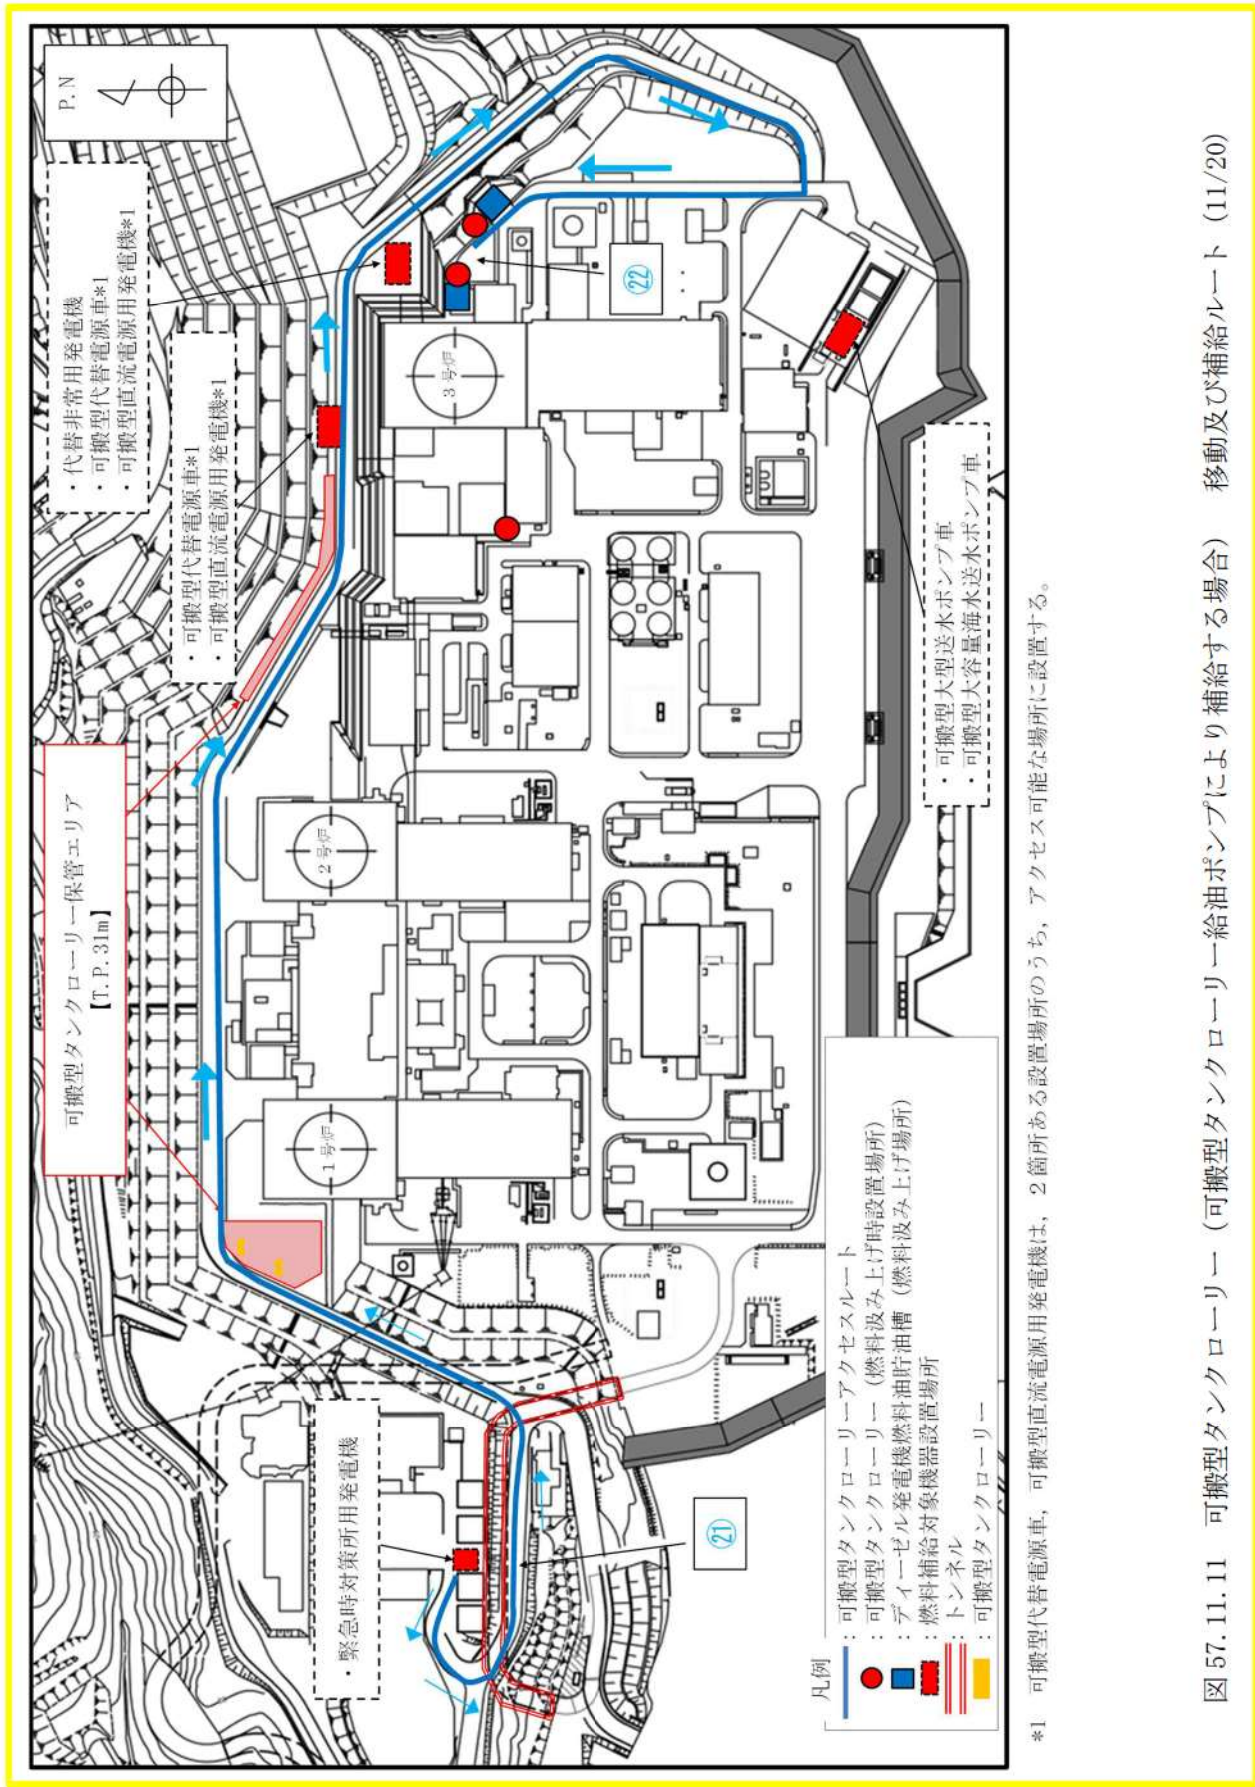 P.N
・代替非常用発電機
・可搬型代替電源車*1
・可搬型直流電源用発電機*1
・可搬型代替電源車*1
・可搬型直流電源用発電機*1
可搬型タンクローリー保管エリア
【T.P.31m】
・緊急時対策所用発電機
1号炉
2号炉
3号炉
㉑
㉒
・可搬型大型送水ポンプ車
・可搬型大容量海水送水ポンプ車
凡例
：可搬型タンクローリーアクセスルート
：可搬型タンクローリー（燃料汲み上げ時設置場所）
：ディーゼル発電機燃料油貯油槽（燃料汲み上げ場所）
：燃料補給対象機器設置場所
：トンネル
：可搬型タンクローリー
*1　可搬型代替電源車，可搬型直流電源用発電機は，2箇所ある設置場所のうち，アクセス可能な場所に設置する。
図57.11.11　可搬型タンクローリー（可搬型タンクローリー給油ポンプにより補給する場合）　移動及び補給ルート（11/20）